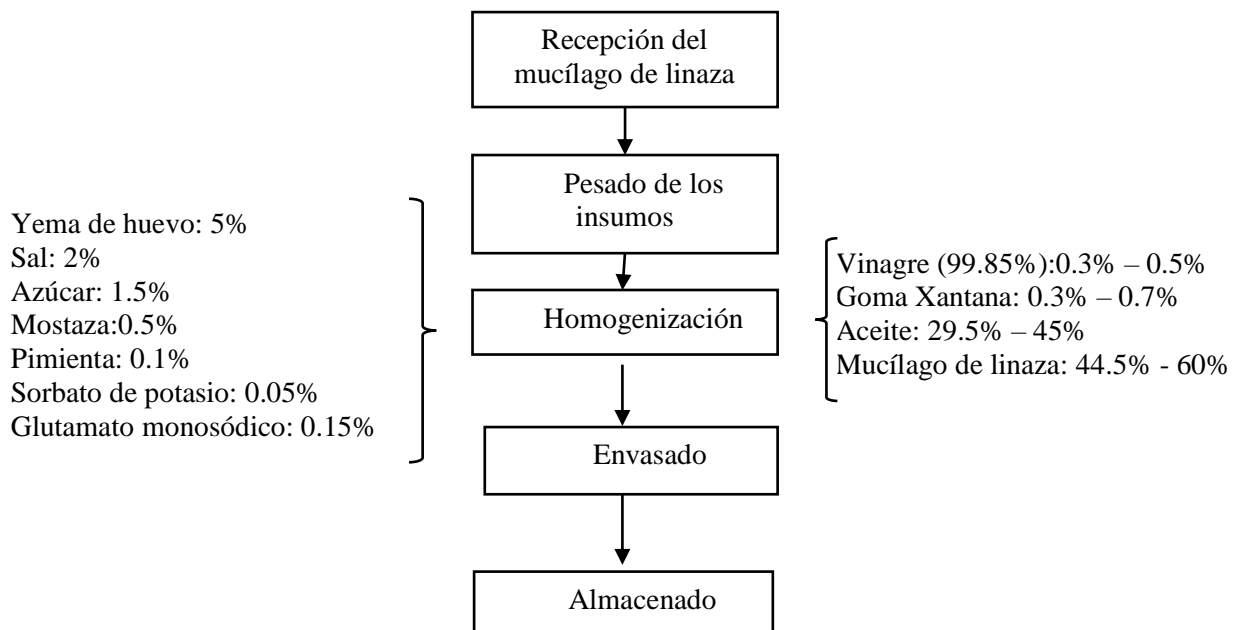 Recepción del
mucílago de linaza
Pesado de los
insumos
Yema de huevo: 5%
Sal: 2%
Azúcar: 1.5%
Mostaza:0.5%
Pimienta: 0.1%
Sorbato de potasio: 0.05%
Glutamato monosódico: 0.15%
Homogenización
Vinagre (99.85%):0.3% – 0.5%
Goma Xantana: 0.3% – 0.7%
Aceite: 29.5% – 45%
Mucílago de linaza: 44.5% - 60%
Envasado
Almacenado